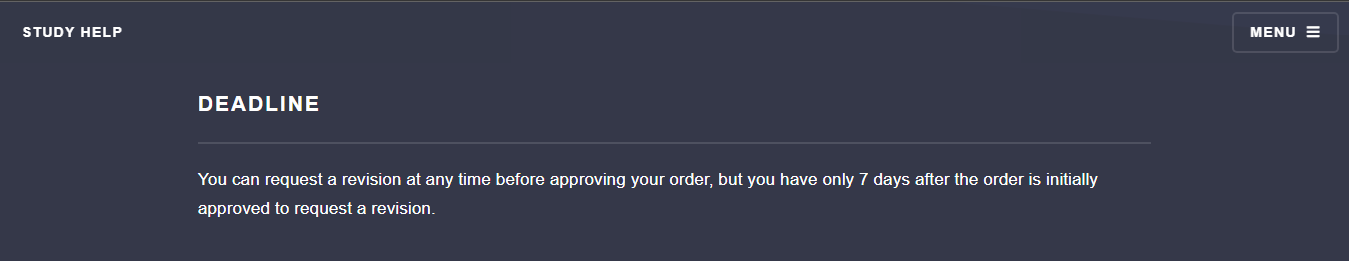 STUDY HELP
MENU
DEADLINE
You can request a revision at any time before approving your order, but you have only 7 days after the order is initially
approved to request a revision.